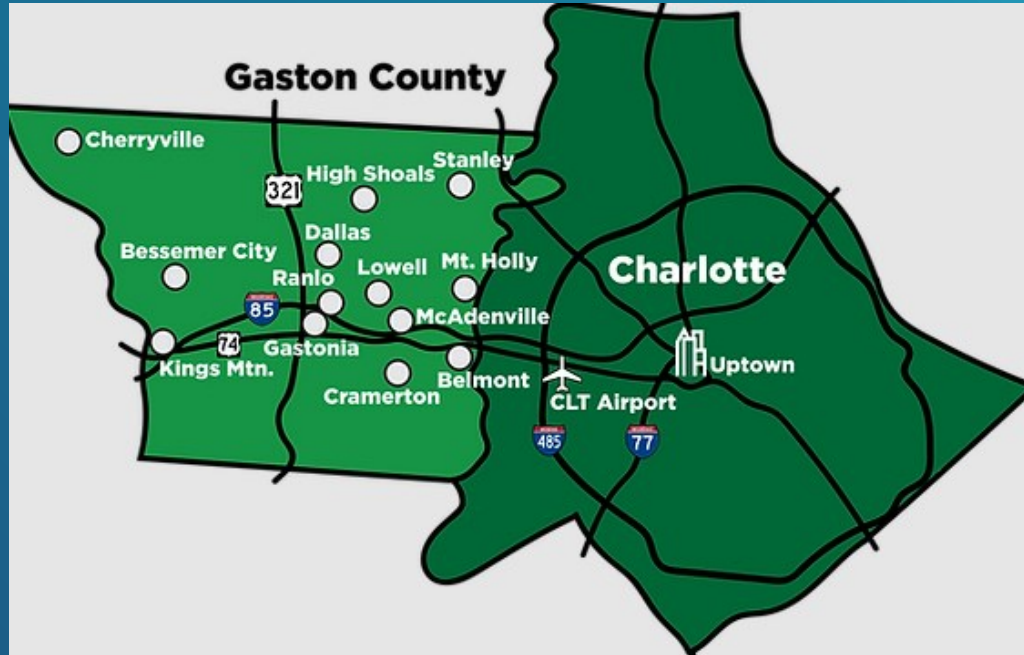 Gaston County
Cherryville
Stanley
High Shoals
321
Dallas
Bessemer City
Mt. Holly
Lowell
Charlotte
Ranlo
85
McAdenville
74
Gastonia
Kings Mtn.
Uptown
Belmont
Cramerton
CLT Airport
485
77